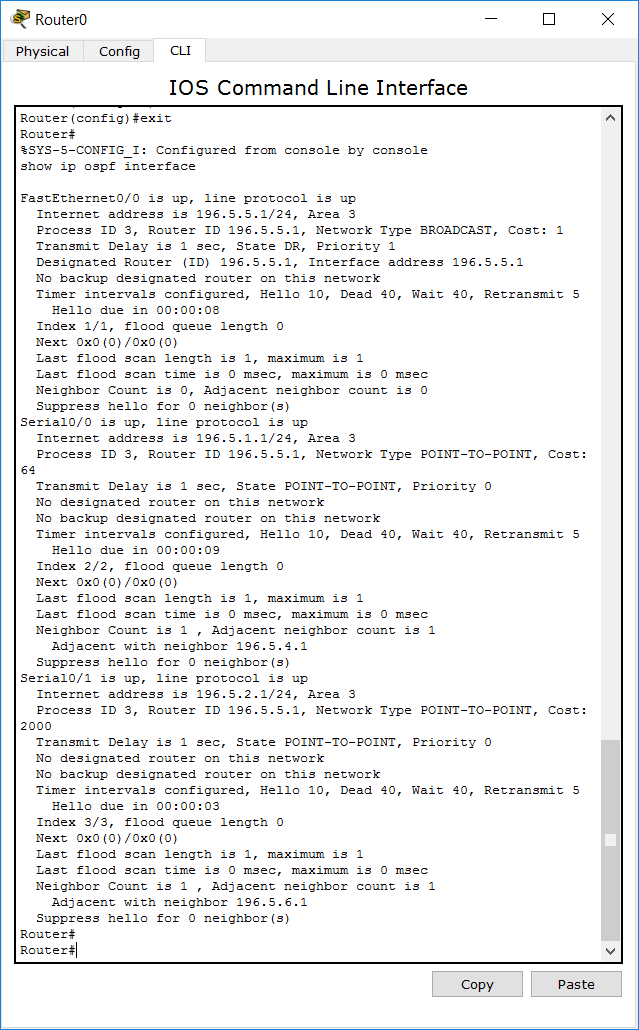 Router0
Physical Config CLI
IOS Command Line Interface
Router(config)#exit
Router#
%SYS-5-CONFIG_I: Configured from console by console
show ip ospf interface
FastEthernet0/0 is up, line protocol is up
Internet address is 196.5.5.1/24, Area 3
Process ID 3, Router ID 196.5.5.1, Network Type BROADCAST, Cost: 1
Transmit Delay is 1 sec, State DR, Priority 1
Designated Router (ID) 196.5.5.1, Interface address 196.5.5.1
No backup designated router on this network
Timer intervals configured, Hello 10, Dead 40, Wait 40, Retransmit 5
Hello due in 00:00:08
Index 1/1, flood queue length 0
Next 0x0(0)/0x0(0)
Last flood scan length is 1, maximum is 1
Last flood scan time is 0 msec, maximum is 0 msec
Neighbor Count is 0, Adjacent neighbor count is 0
Suppress hello for 0 neighbor(s)
Serial0/0 is up, line protocol is up
Internet address is 196.5.1.1/24, Area 3
Process ID 3, Router ID 196.5.5.1, Network Type POINT-TO-POINT, Cost:
64
Transmit Delay is 1 sec, State POINT-TO-POINT, Priority 0
No designated router on this network
No backup designated router on this network
Timer intervals configured, Hello 10, Dead 40, Wait 40, Retransmit 5
Hello due in 00:00:09
Index 2/2, flood queue length 0
Next 0x0(0)/0x0(0)
Last flood scan length is 1, maximum is 1
Last flood scan time is 0 msec, maximum is 0 msec
Neighbor Count is 1 , Adjacent neighbor count is 1
Adjacent with neighbor 196.5.4.1
Suppress hello for 0 neighbor(s)
Serial0/1 is up, line protocol is up
Internet address is 196.5.2.1/24, Area 3
Process ID 3, Router ID 196.5.5.1, Network Type POINT-TO-POINT, Cost:
2000
Transmit Delay is 1 sec, State POINT-TO-POINT, Priority 0
No designated router on this network
No backup designated router on this network
Timer intervals configured, Hello 10, Dead 40, Wait 40, Retransmit 5
Hello due in 00:00:03
Index 3/3, flood queue length 0
Next 0x0(0)/0x0(0)
Last flood scan length is 1, maximum is 1
Last flood scan time is 0 msec, maximum is 0 msec
Neighbor Count is 1 , Adjacent neighbor count is 1
Adjacent with neighbor 196.5.6.1
Suppress hello for 0 neighbor(s)
Router#
Router#
Copy Paste